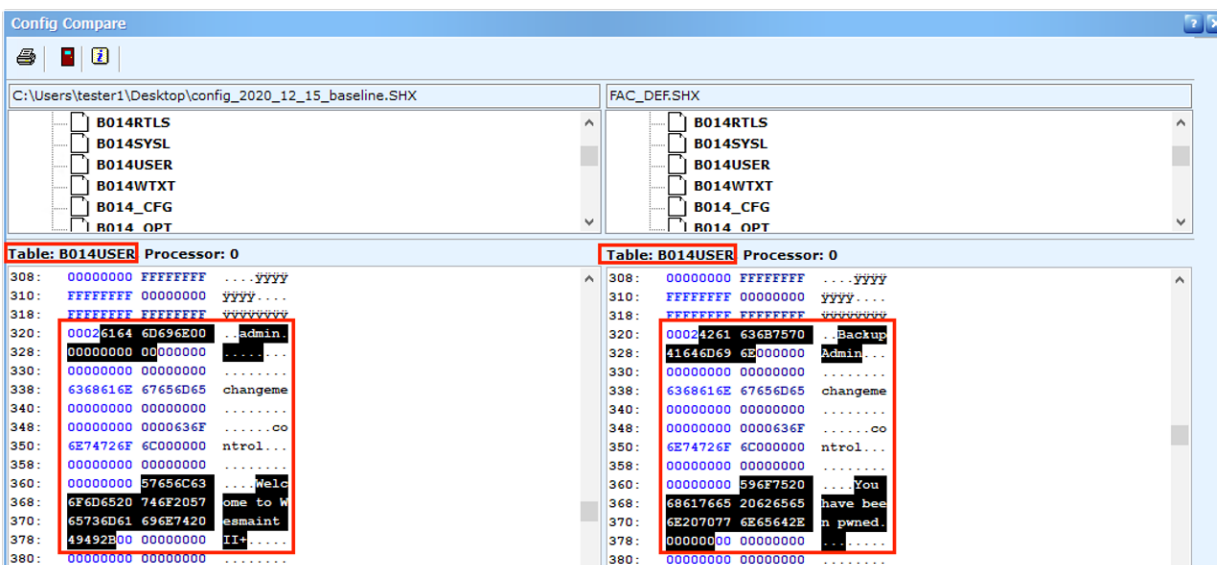 Config Compare
C:\Users\tester1\Desktop\config_2020_12_15_baseline.SHX
B014RTLS
B014SYSL
B014USER
B014WTXT
B014_CFG
B014_OPT
Table: B014USER Processor: 0
308: 00000000 FFFFFFFF ....ÿÿÿÿ
310: FFFFFFFF 00000000 ÿÿÿÿ....
318: FFFFFFFF FFFFFFFF ÿÿÿÿÿÿÿÿ
320: 00026164 6D696E00 ..admin.
328: 00000000 00000000 ........
330: 00000000 00000000 ........
338: 6368616E 67656D65 changeme
340: 00000000 00000000 ........
348: 00000000 0000636F ......co
350: 6E74726F 6C000000 ntrol...
358: 00000000 00000000 ........
360: 00000000 57656C63 ....Welc
368: 6F6D6520 746F2057 ome to W
370: 65736D61 696E7420 esmaint
378: 49492B00 00000000 II+.....
380: 00000000 00000000 ........
FAC_DEF.SHX
B014RTLS
B014SYSL
B014USER
B014WTXT
B014_CFG
B014_OPT
Table: B014USER Processor: 0
308: 00000000 FFFFFFFF ....ÿÿÿÿ
310: FFFFFFFF 00000000 ÿÿÿÿ....
318: FFFFFFFF FFFFFFFF ÿÿÿÿÿÿÿÿ
320: 00024261 636B7570 ..Backup
328: 41646D69 6E000000 Admin...
330: 00000000 00000000 ........
338: 6368616E 67656D65 changeme
340: 00000000 00000000 ........
348: 00000000 0000636F ......co
350: 6E74726F 6C000000 ntrol...
358: 00000000 00000000 ........
360: 00000000 596F7520 ....You
368: 68617665 20626565 have bee
370: 6E207077 6E65642E n pwned.
378: 00000000 00000000 ........
380: 00000000 00000000 ........